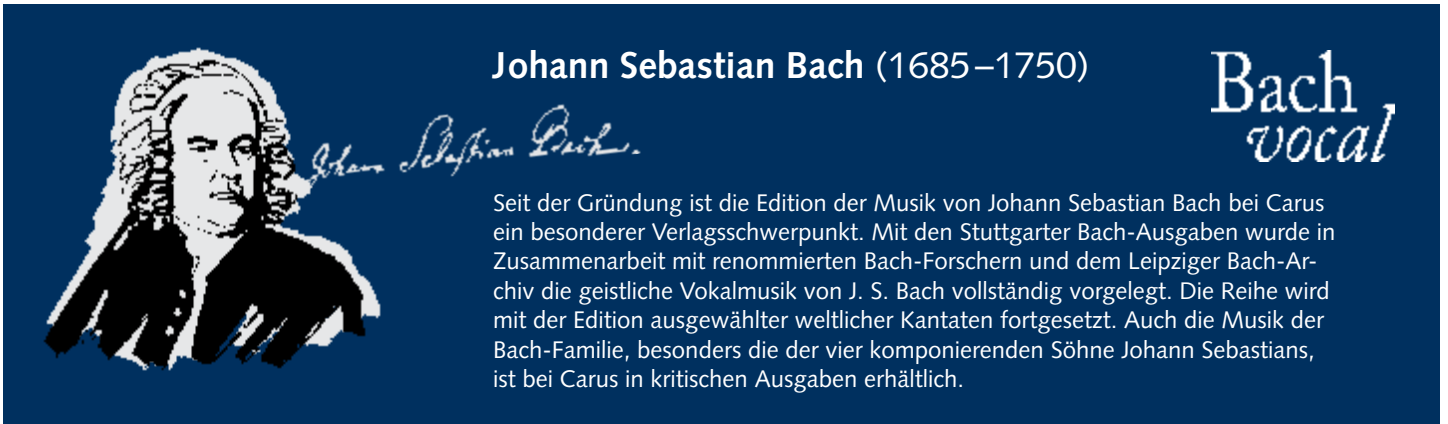 Johann Sebastian Bach (1685–1750)
Bach
vocal
Johann Sebastian Bach.
Seit der Gründung ist die Edition der Musik von Johann Sebastian Bach bei Carus
ein besonderer Verlagsschwerpunkt. Mit den Stuttgarter Bach-Ausgaben wurde in
Zusammenarbeit mit renommierten Bach-Forschern und dem Leipziger Bach-Ar-
chiv die geistliche Vokalmusik von J. S. Bach vollständig vorgelegt. Die Reihe wird
mit der Edition ausgewählter weltlicher Kantaten fortgesetzt. Auch die Musik der
Bach-Familie, besonders die der vier komponierenden Söhne Johann Sebastians,
ist bei Carus in kritischen Ausgaben erhältlich.